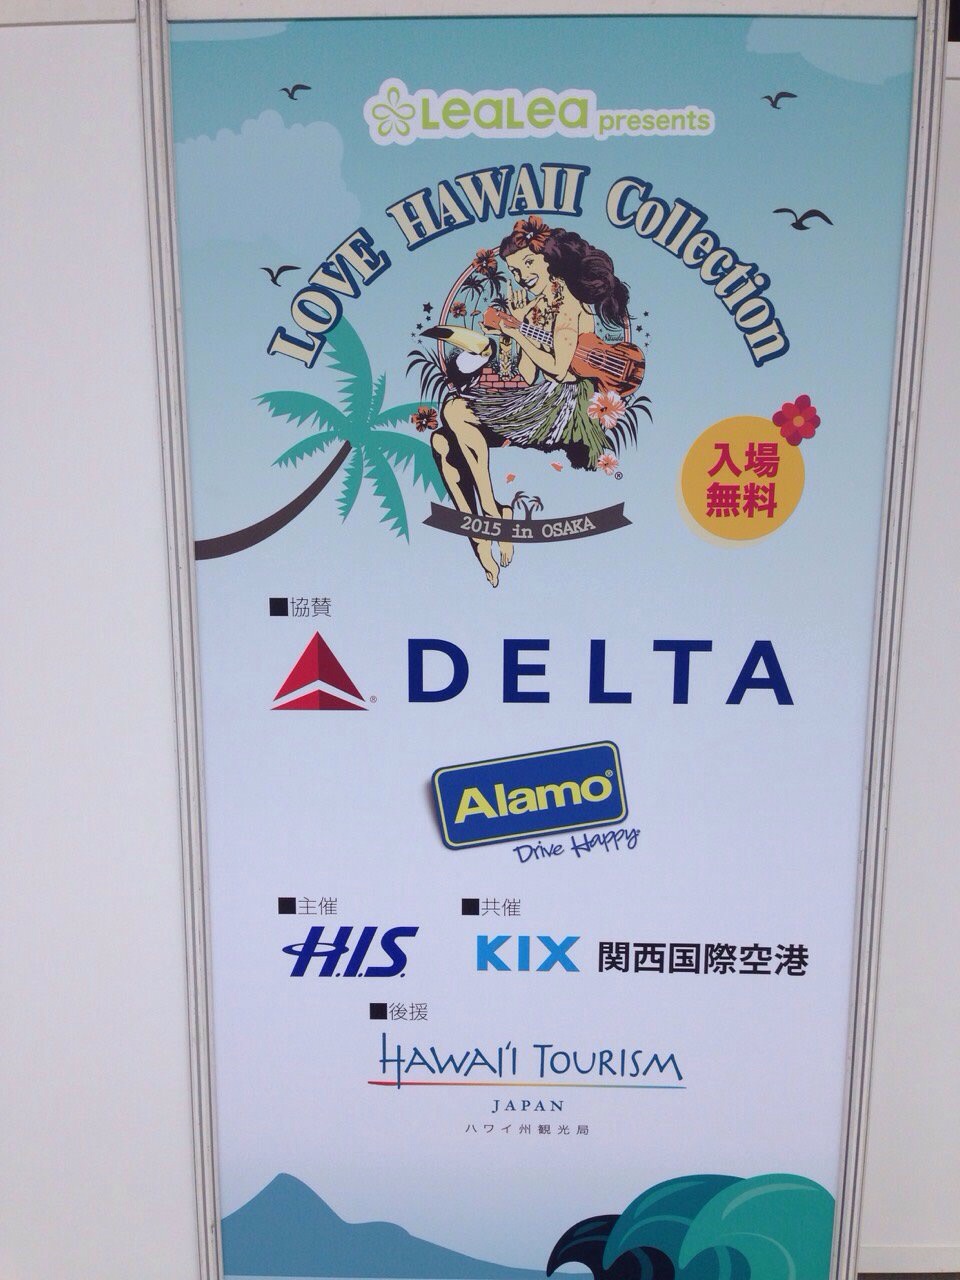 LeaLea presents
LOVE HAWAII Collection
2015 in OSAKA
入場
無料
■協賛
DELTA
Alamo®
Drive Happy®
■主催
H.I.S.
■共催
KIX 関西国際空港
■後援
HAWAI'I TOURISM
JAPAN
ハワイ州観光局